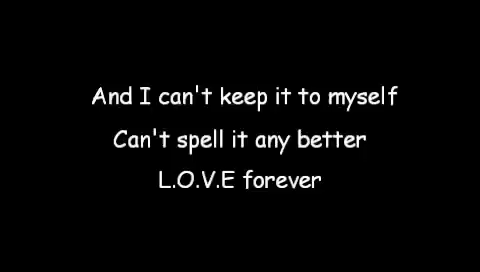 And I can't keep it to myself
Can't spell it any better
L.O.V.E forever